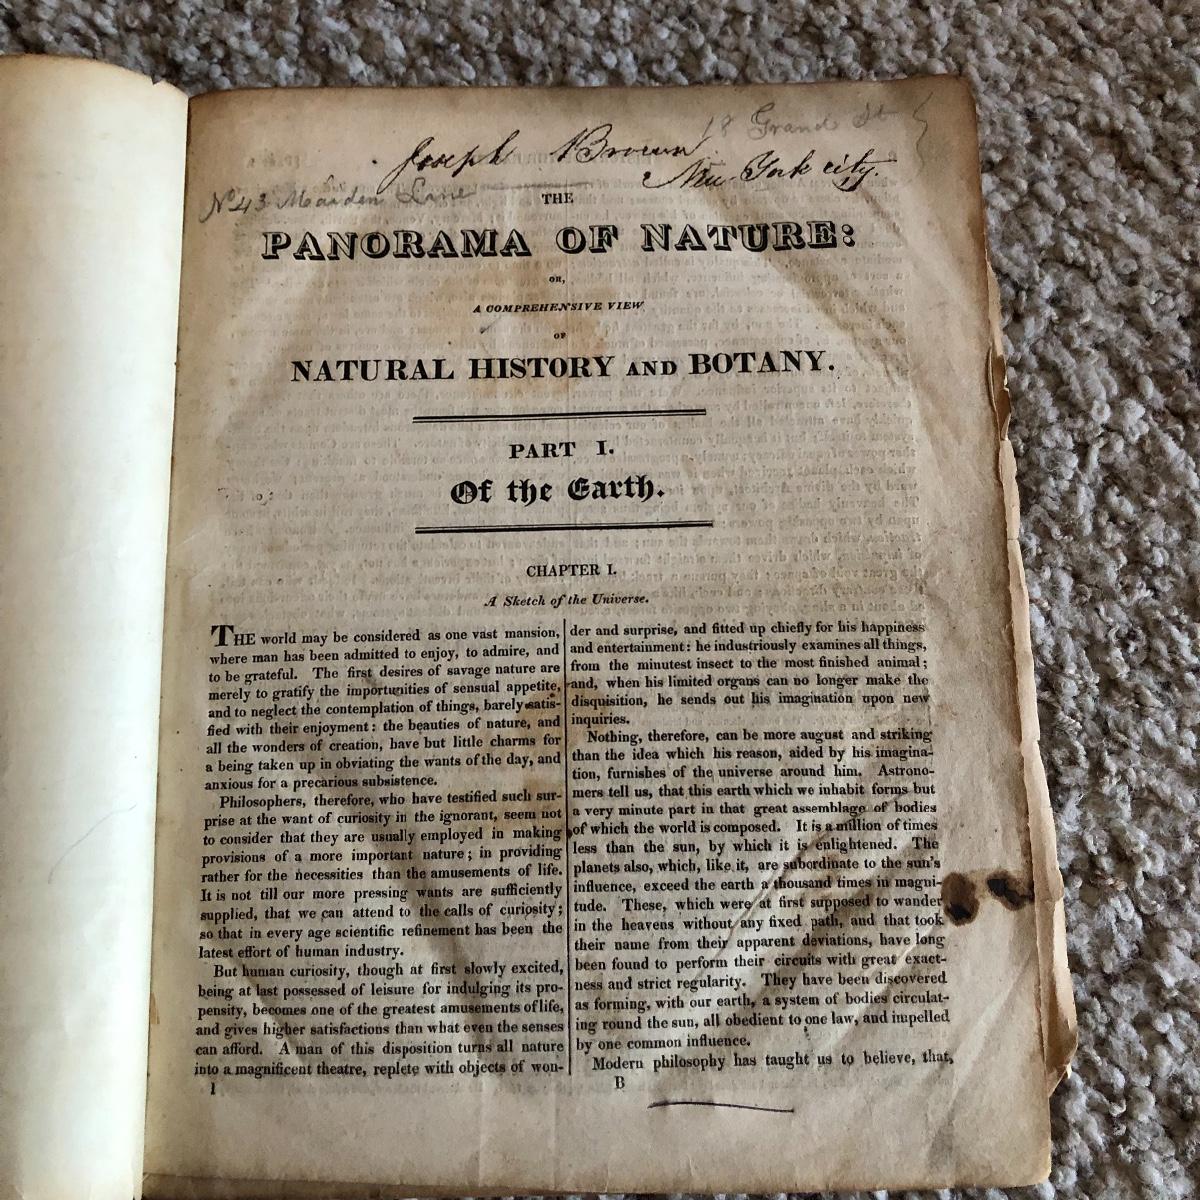 18 Grand St
Joseph Brown
New York city.
No 43 Maiden Line
THE
PANORAMA OF NATURE:
OR,
A COMPREHENSIVE VIEW
OF
NATURAL HISTORY AND BOTANY.
PART I.
Of the Earth.
CHAPTER I.
A Sketch of the Universe.
THE world may be considered as one vast mansion,
where man has been admitted to enjoy, to admire, and
to be grateful. The first desires of savage nature are
merely to gratify the importunities of sensual appetite,
and to neglect the contemplation of things, barely satis-
fied with their enjoyment: the beauties of nature, and
all the wonders of creation, have but little charms for
a being taken up in obviating the wants of the day, and
anxious for a precarious subsistence.
Philosophers, therefore, who have testified such sur-
prise at the want of curiosity in the ignorant, seem not
to consider that they are usually employed in making
provisions of a more important nature; in providing
rather for the necessities than the amusements of life.
It is not till our more pressing wants are sufficiently
supplied, that we can attend to the calls of curiosity;
so that in every age scientific refinement has been the
latest effort of human industry.
But human curiosity, though at first slowly excited,
being at last possessed of leisure for indulging its pro-
pensity, becomes one of the greatest amusements of life,
and gives higher satisfactions than what even the senses
can afford. A man of this disposition turns all nature
into a magnificent theatre, replete with objects of won-
1
der and surprise, and fitted up chiefly for his happiness
and entertainment: he industriously examines all things,
from the minutest insect to the most finished animal;
and, when his limited organs can no longer make the
disquisition, he sends out his imagination upon new
inquiries.
Nothing, therefore, can be more august and striking
than the idea which his reason, aided by his imagina-
tion, furnishes of the universe around him. Astrono-
mers tell us, that this earth which we inhabit forms but
a very minute part in that great assemblage of bodies
of which the world is composed. It is a million of times
less than the sun, by which it is enlightened. The
planets also, which, like it, are subordinate to the sun's
influence, exceed the earth a thousand times in magni-
tude. These, which were at first supposed to wander
in the heavens without any fixed path, and that took
their name from their apparent deviations, have long
been found to perform their circuits with great exact-
ness and strict regularity. They have been discovered
as forming, with our earth, a system of bodies circulat-
ing round the sun, all obedient to one law, and impelled
by one common influence.
Modern philosophy has taught us to believe, that,
B